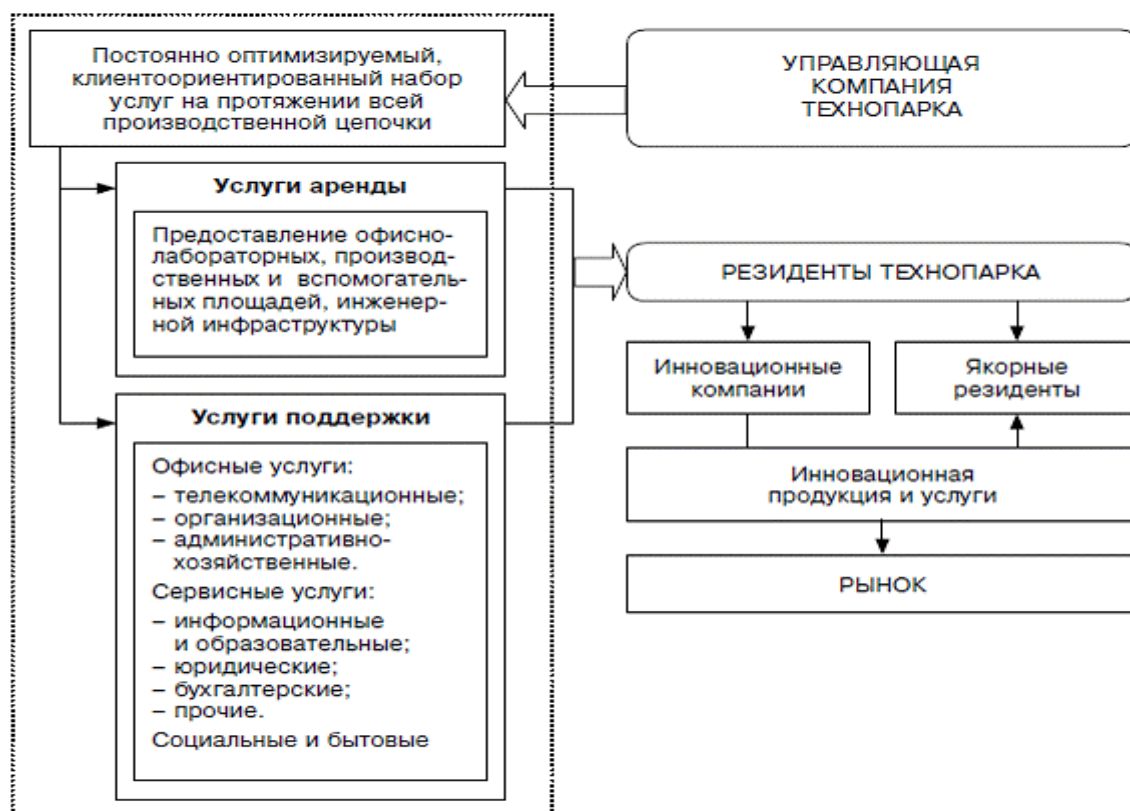 Постоянно оптимизируемый,
клиентоориентированный набор
услуг на протяжении всей
производственной цепочки
УПРАВЛЯЮЩАЯ
КОМПАНИЯ
ТЕХНОПАРКА
Услуги аренды
Предоставление офисно-
лабораторных, производ-
ственных и вспомогатель-
ных площадей, инженер-
ной инфраструктуры
РЕЗИДЕНТЫ ТЕХНОПАРКА
Инновационные
компании
Якорные
резиденты
Услуги поддержки
Офисные услуги:
– телекоммуникационные;
– организационные;
– административно-
хозяйственные.
Сервисные услуги:
– информационные
и образовательные;
– юридические;
– бухгалтерские;
– прочие.
Социальные и бытовые
Инновационная
продукция и услуги
РЫНОК